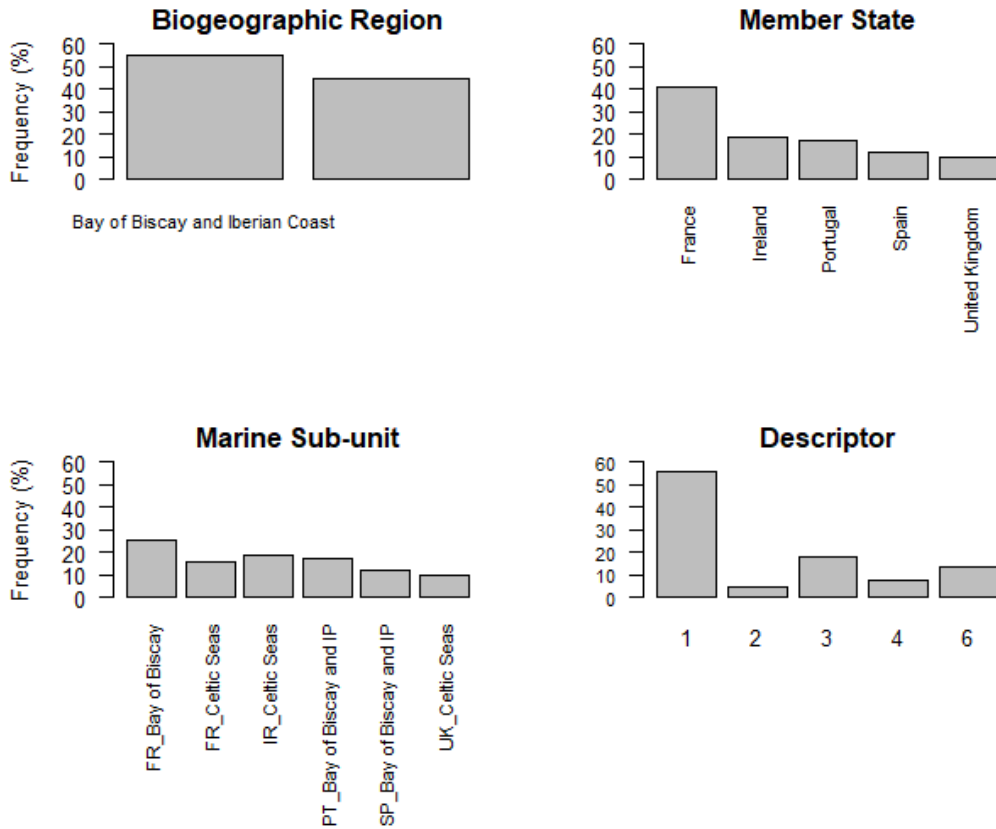 Biogeographic Region
Frequency (%)
60
50
40
30
20
10
0
Bay of Biscay and Iberian Coast
Member State
60
50
40
30
20
10
0
France
Ireland
Portugal
Spain
United Kingdom
Marine Sub-unit
Frequency (%)
60
50
40
30
20
10
0
FR_Bay of Biscay
FR_Celtic Seas
IR_Celtic Seas
PT_Bay of Biscay and IP
SP_Bay of Biscay and IP
UK_Celtic Seas
Descriptor
60
50
40
30
20
10
0
1
2
3
4
6